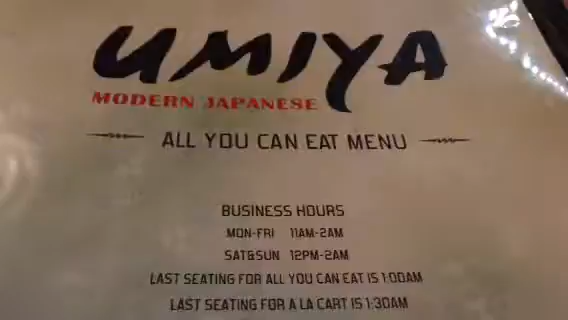 UMIYA
MODERN JAPANESE
ALL YOU CAN EAT MENU
BUSINESS HOURS
MON-FRI 11AM-2AM
SAT&SUN 12PM-2AM
LAST SEATING FOR ALL YOU CAN EAT IS 1:00AM
LAST SEATING FOR A LA CART IS 1:30AM